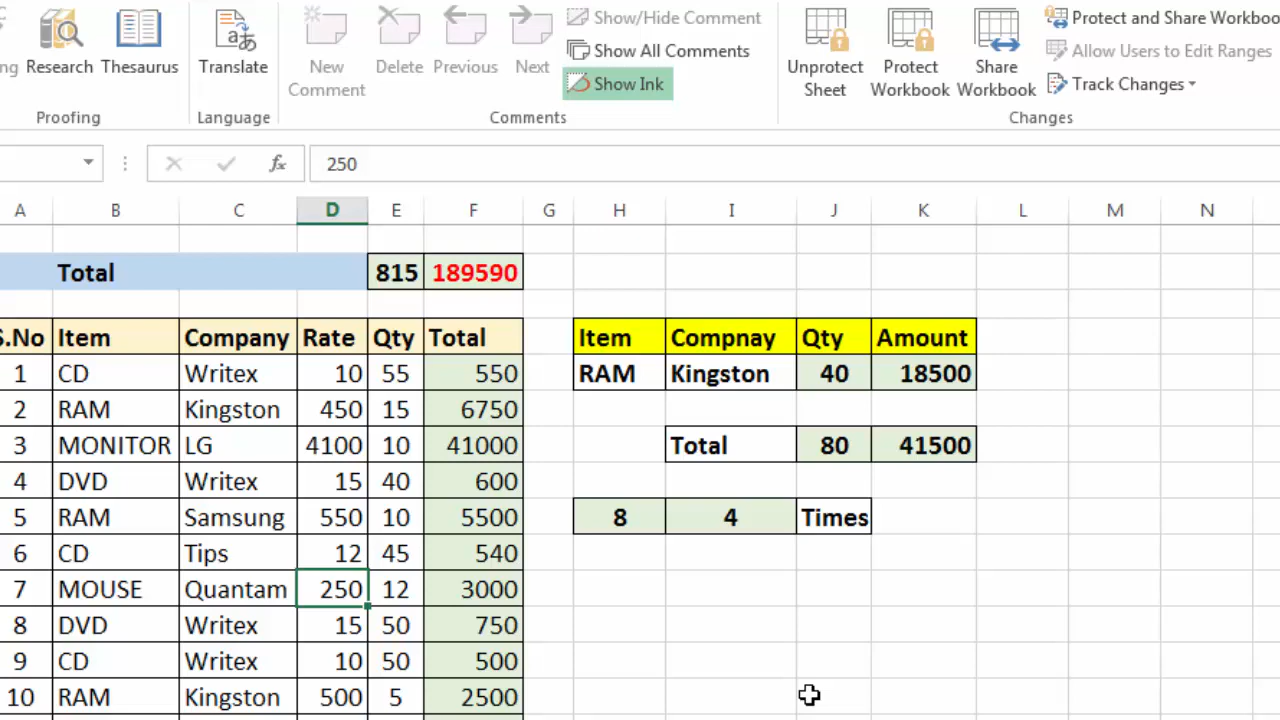 Research Thesaurus Translate New Comment Delete Previous Next Show/Hide Comment
Show All Comments
Show Ink
Unprotect Sheet Protect Workbook Share Workbook Protect and Share Workboo
Allow Users to Edit Ranges
Track Changes
Proofing Language Comments Changes
fx 250
A B C D E F G H I J K L M N
Total 815 189590
S.No Item Company Rate Qty Total Item Compnay Qty Amount
1 CD Writex 10 55 550 RAM Kingston 40 18500
2 RAM Kingston 450 15 6750
3 MONITOR LG 4100 10 41000 Total 80 41500
4 DVD Writex 15 40 600
5 RAM Samsung 550 10 5500 8 4 Times
6 CD Tips 12 45 540
7 MOUSE Quantam 250 12 3000
8 DVD Writex 15 50 750
9 CD Writex 10 50 500
10 RAM Kingston 500 5 2500